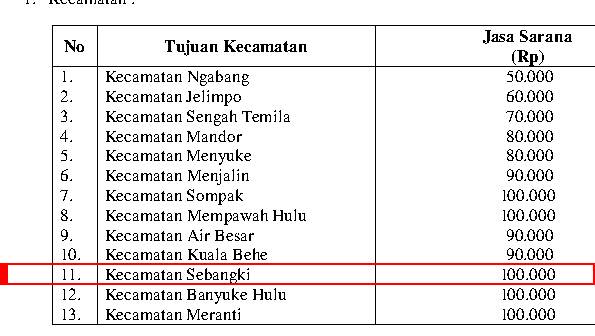 1. Kecamatan :
No Tujuan Kecamatan Jasa Sarana
(Rp)
1. Kecamatan Ngabang 50.000
2. Kecamatan Jelimpo 60.000
3. Kecamatan Sengah Temila 70.000
4. Kecamatan Mandor 80.000
5. Kecamatan Menyuke 80.000
6. Kecamatan Menjalin 90.000
7. Kecamatan Sompak 100.000
8. Kecamatan Mempawah Hulu 100.000
9. Kecamatan Air Besar 90.000
10. Kecamatan Kuala Behe 90.000
11. Kecamatan Sebangki 100.000
12. Kecamatan Banyuke Hulu 100.000
13. Kecamatan Meranti 100.000